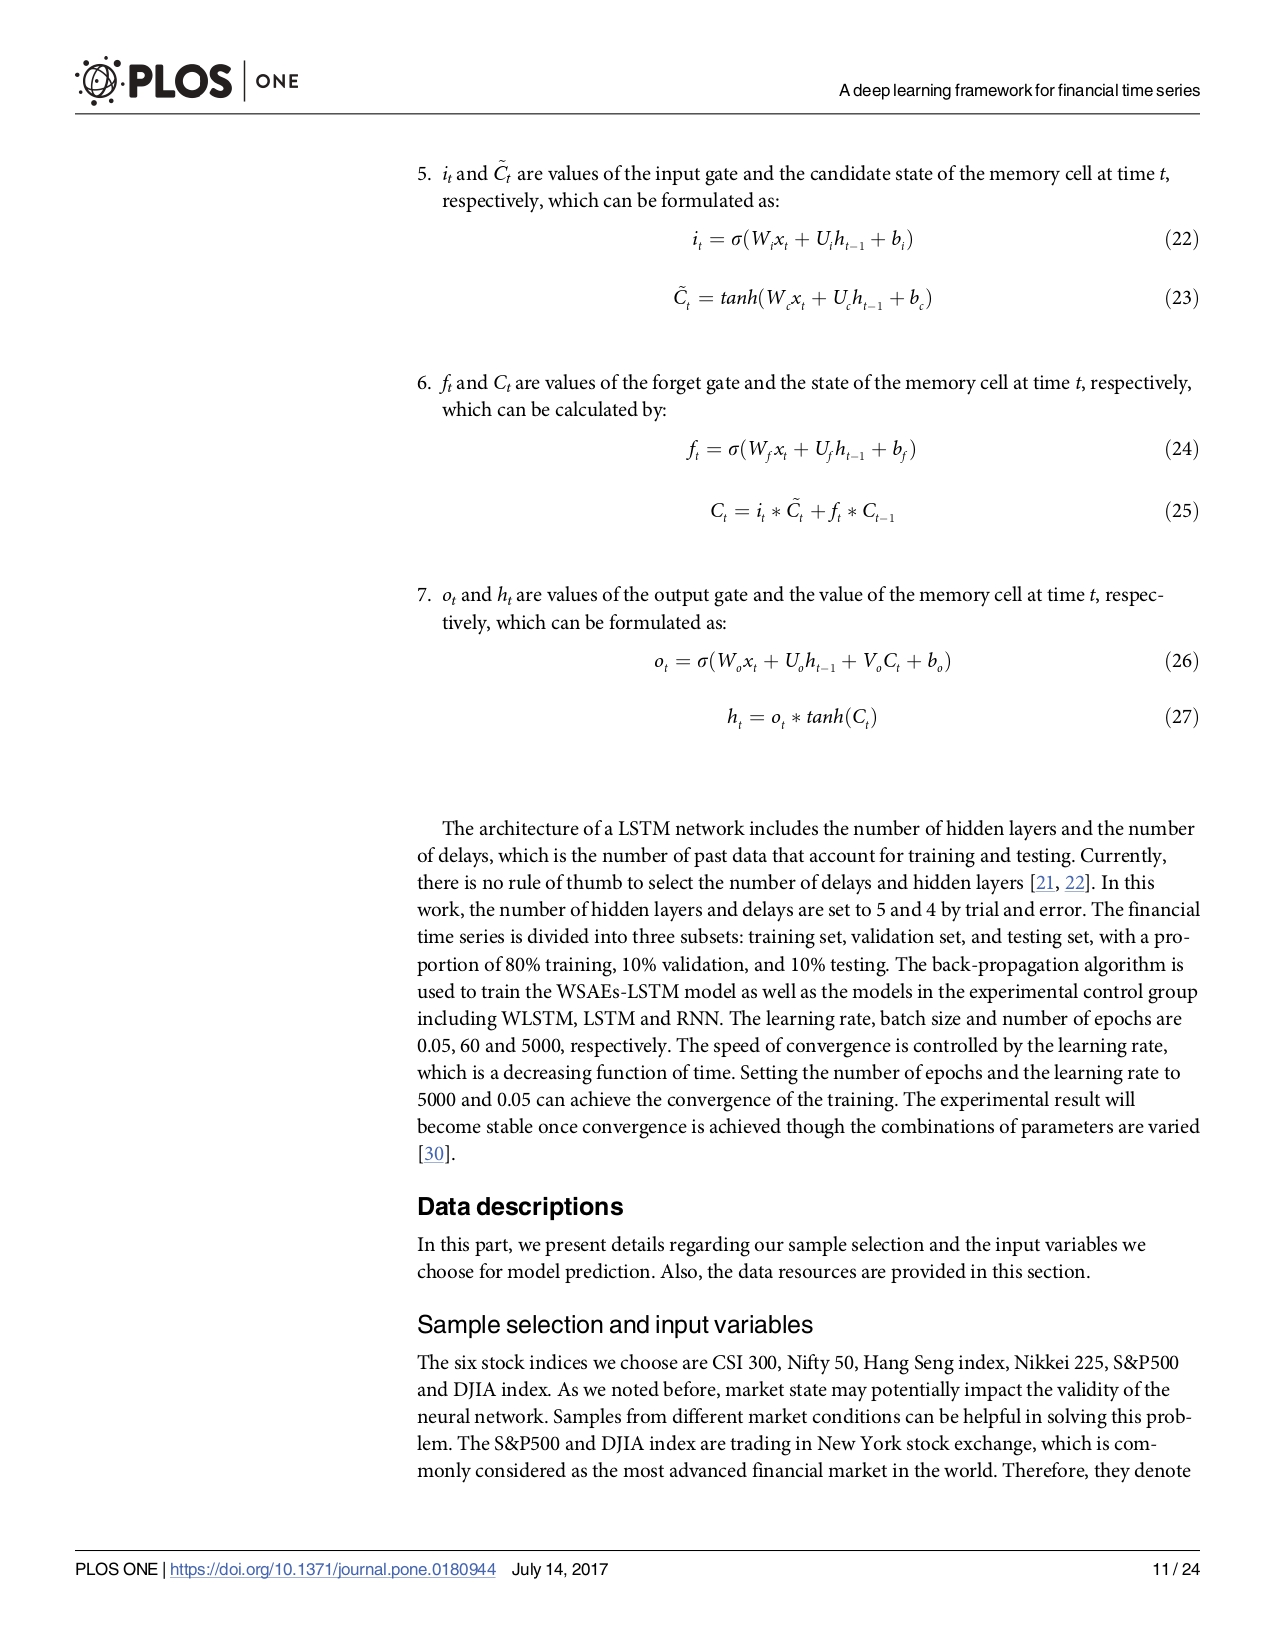 PLOS ONE
A deep learning framework for financial time series
5. i_t and C̃_t are values of the input gate and the candidate state of the memory cell at time t,
respectively, which can be formulated as:
i_t = σ(W_i x_t + U_i h_{t−1} + b_i) (22)
C̃_t = tanh(W_c x_t + U_c h_{t−1} + b_c) (23)
6. f_t and C_t are values of the forget gate and the state of the memory cell at time t, respectively,
which can be calculated by:
f_t = σ(W_f x_t + U_f h_{t−1} + b_f) (24)
C_t = i_t ∗ C̃_t + f_t ∗ C_{t−1} (25)
7. o_t and h_t are values of the output gate and the value of the memory cell at time t, respec-
tively, which can be formulated as:
o_t = σ(W_o x_t + U_o h_{t−1} + V_o C_t + b_o) (26)
h_t = o_t ∗ tanh(C_t) (27)
The architecture of a LSTM network includes the number of hidden layers and the number
of delays, which is the number of past data that account for training and testing. Currently,
there is no rule of thumb to select the number of delays and hidden layers [21, 22]. In this
work, the number of hidden layers and delays are set to 5 and 4 by trial and error. The financial
time series is divided into three subsets: training set, validation set, and testing set, with a pro-
portion of 80% training, 10% validation, and 10% testing. The back-propagation algorithm is
used to train the WSAEs-LSTM model as well as the models in the experimental control group
including WLSTM, LSTM and RNN. The learning rate, batch size and number of epochs are
0.05, 60 and 5000, respectively. The speed of convergence is controlled by the learning rate,
which is a decreasing function of time. Setting the number of epochs and the learning rate to
5000 and 0.05 can achieve the convergence of the training. The experimental result will
become stable once convergence is achieved though the combinations of parameters are varied
[30].
Data descriptions
In this part, we present details regarding our sample selection and the input variables we
choose for model prediction. Also, the data resources are provided in this section.
Sample selection and input variables
The six stock indices we choose are CSI 300, Nifty 50, Hang Seng index, Nikkei 225, S&P500
and DJIA index. As we noted before, market state may potentially impact the validity of the
neural network. Samples from different market conditions can be helpful in solving this prob-
lem. The S&P500 and DJIA index are trading in New York stock exchange, which is com-
monly considered as the most advanced financial market in the world. Therefore, they denote
PLOS ONE | https://doi.org/10.1371/journal.pone.0180944 July 14, 2017
11 / 24